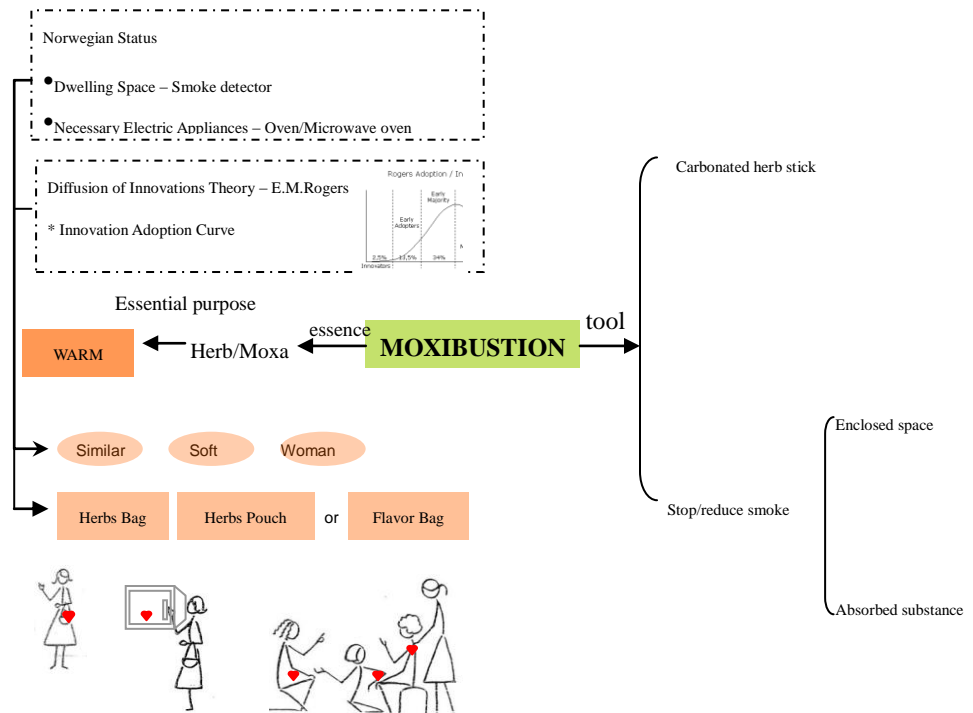 Norwegian Status
•Dwelling Space – Smoke detector
•Necessary Electric Appliances – Oven/Microwave oven
Diffusion of Innovations Theory – E.M.Rogers
* Innovation Adoption Curve
Rogers Adoption / In
Early
Majority
Early
Adopters
2,5%
13,5%
34%
Innovators
Essential purpose
WARM
Herb/Moxa
essence
MOXIBUSTION
tool
Carbonated herb stick
Stop/reduce smoke
Enclosed space
Absorbed substance
Similar
Soft
Woman
Herbs Bag
Herbs Pouch
or
Flavor Bag